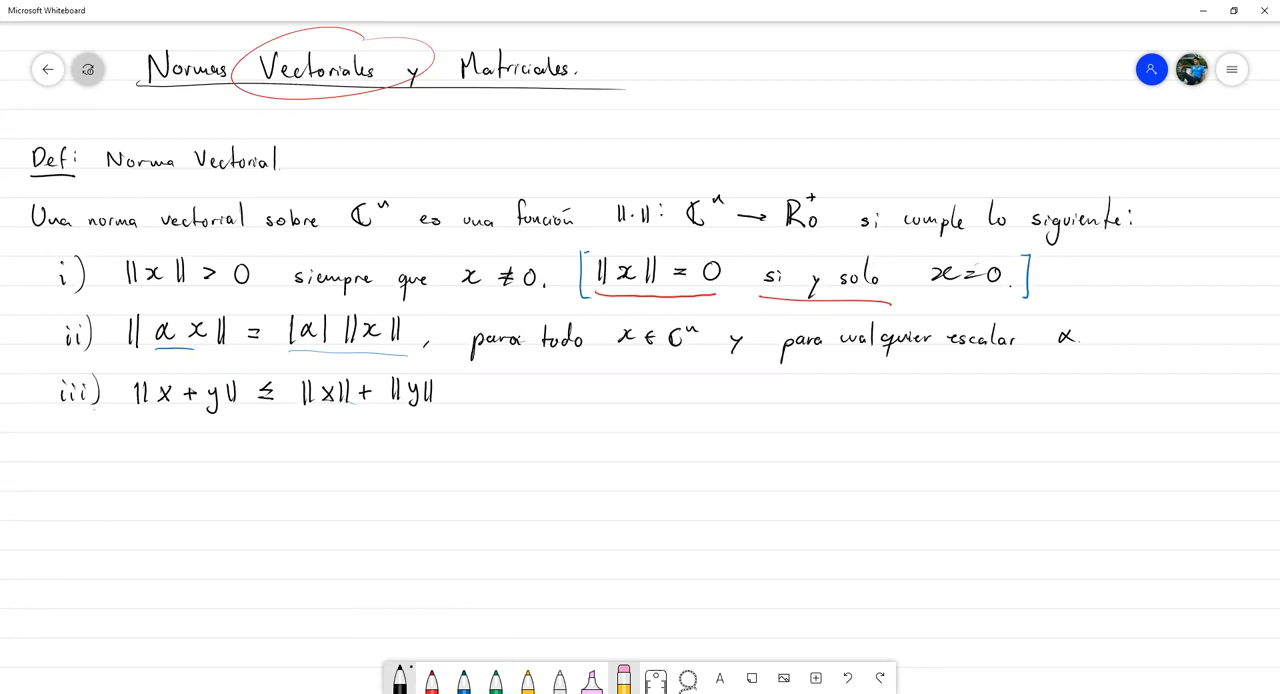 Microsoft Whiteboard
Normas Vectoriales y Matriciales.
Def: Norma Vectorial.
Una norma vectorial sobre ℂⁿ es una función ||·||: ℂⁿ → ℝ₀⁺ si cumple lo siguiente:
i) ||x|| > 0 siempre que x ≠ 0. [||x|| = 0 si y solo x=0.]
ii) ||α x|| = |α| ||x||, para todo x ∈ ℂⁿ y para cualquier escalar α.
iii) ||x + y|| ≤ ||x|| + ||y||
A